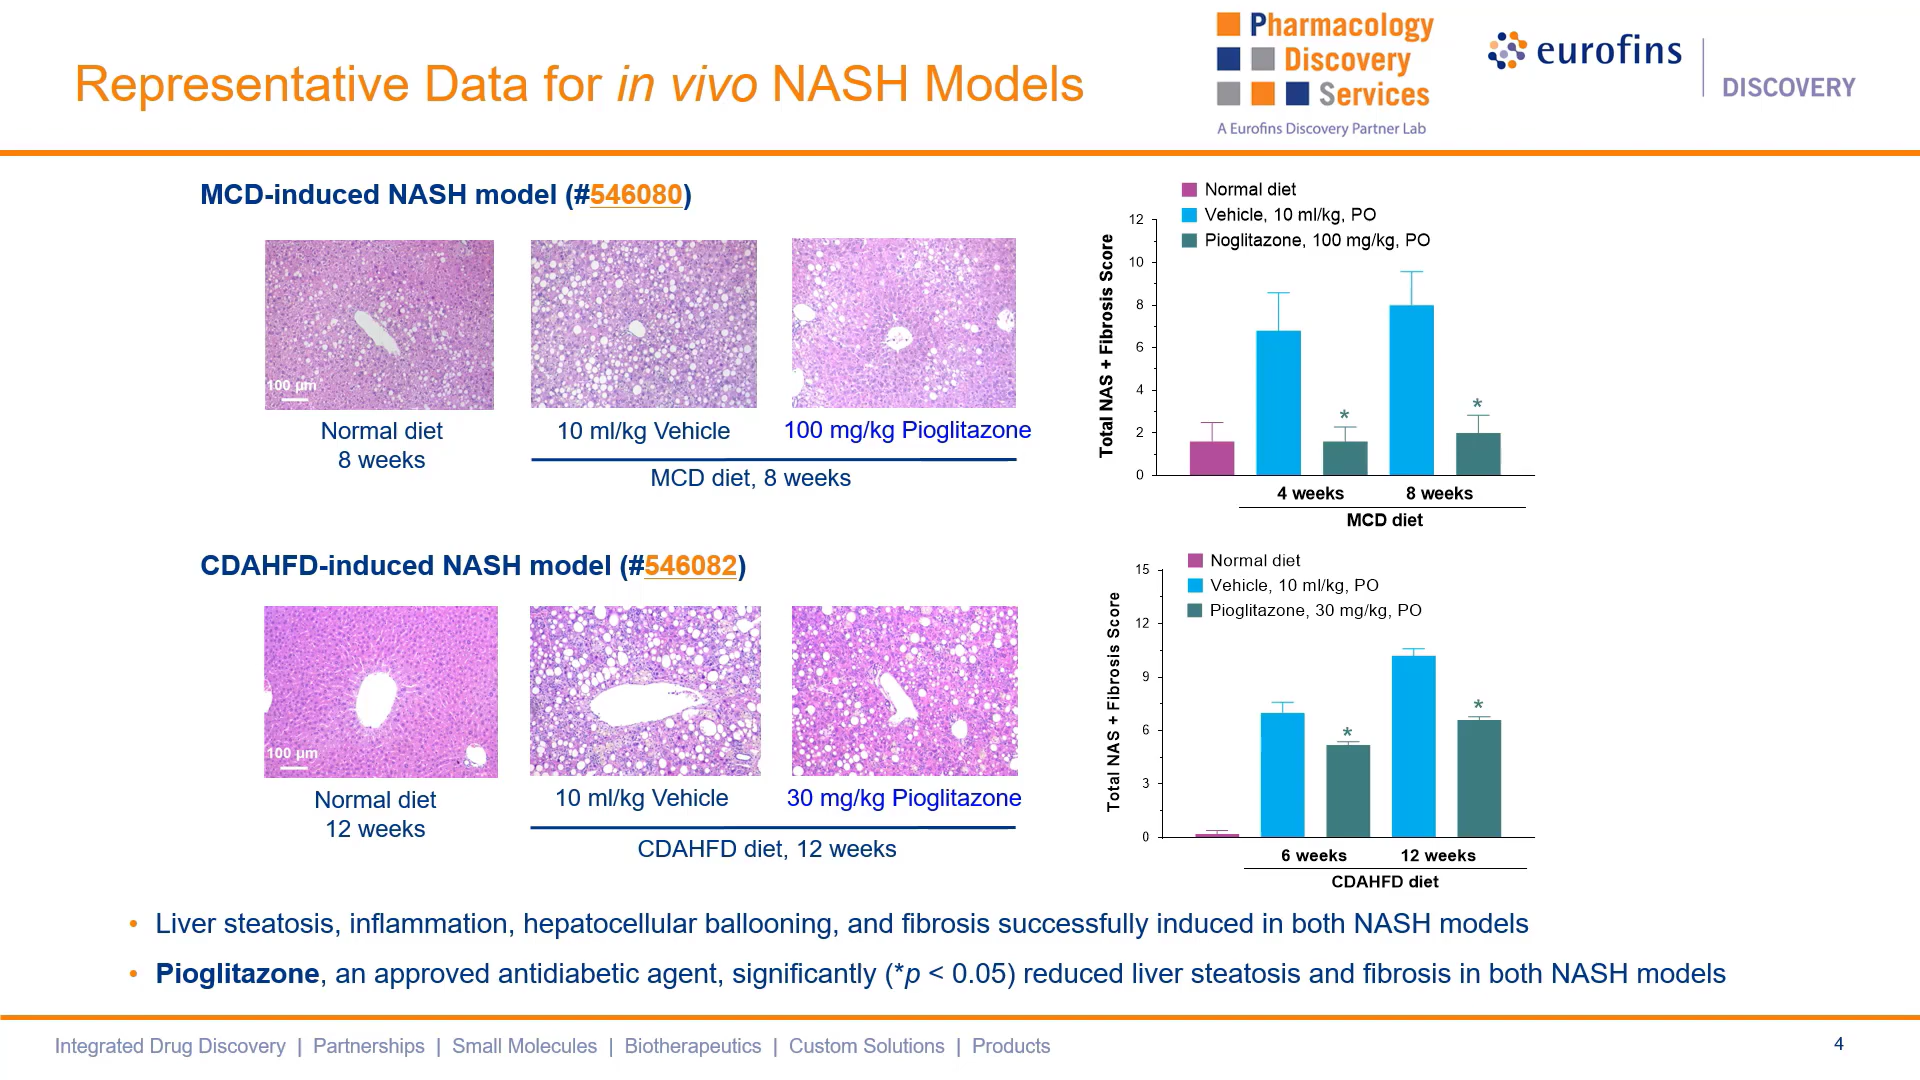 Representative Data for in vivo NASH Models
Pharmacology
Discovery
Services
A Eurofins Discovery Partner Lab
eurofins
DISCOVERY
MCD-induced NASH model (#546080)
100 µm
Normal diet
8 weeks
10 ml/kg Vehicle
100 mg/kg Pioglitazone
MCD diet, 8 weeks
Normal diet
Vehicle, 10 ml/kg, PO
Pioglitazone, 100 mg/kg, PO
Total NAS + Fibrosis Score
12
10
8
6
4
2
0
*
*
4 weeks
8 weeks
MCD diet
CDAHFD-induced NASH model (#546082)
100 µm
Normal diet
12 weeks
10 ml/kg Vehicle
30 mg/kg Pioglitazone
CDAHFD diet, 12 weeks
Normal diet
Vehicle, 10 ml/kg, PO
Pioglitazone, 30 mg/kg, PO
Total NAS + Fibrosis Score
15
12
9
6
3
0
*
*
6 weeks
12 weeks
CDAHFD diet
• Liver steatosis, inflammation, hepatocellular ballooning, and fibrosis successfully induced in both NASH models
• Pioglitazone, an approved antidiabetic agent, significantly (*p < 0.05) reduced liver steatosis and fibrosis in both NASH models
Integrated Drug Discovery | Partnerships | Small Molecules | Biotherapeutics | Custom Solutions | Products
4